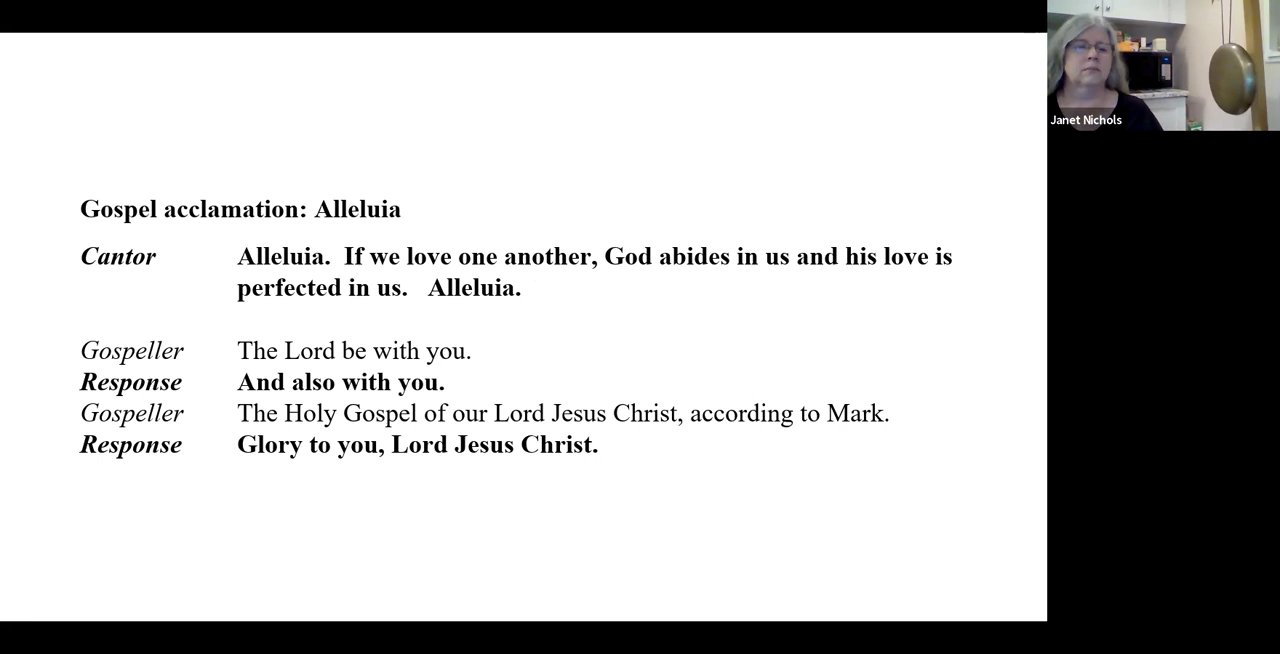 Gospel acclamation: Alleluia
Cantor Alleluia.  If we love one another, God abides in us and his love is
perfected in us.   Alleluia.
Gospeller The Lord be with you.
Response And also with you.
Gospeller The Holy Gospel of our Lord Jesus Christ, according to Mark.
Response Glory to you, Lord Jesus Christ.
Janet Nichols